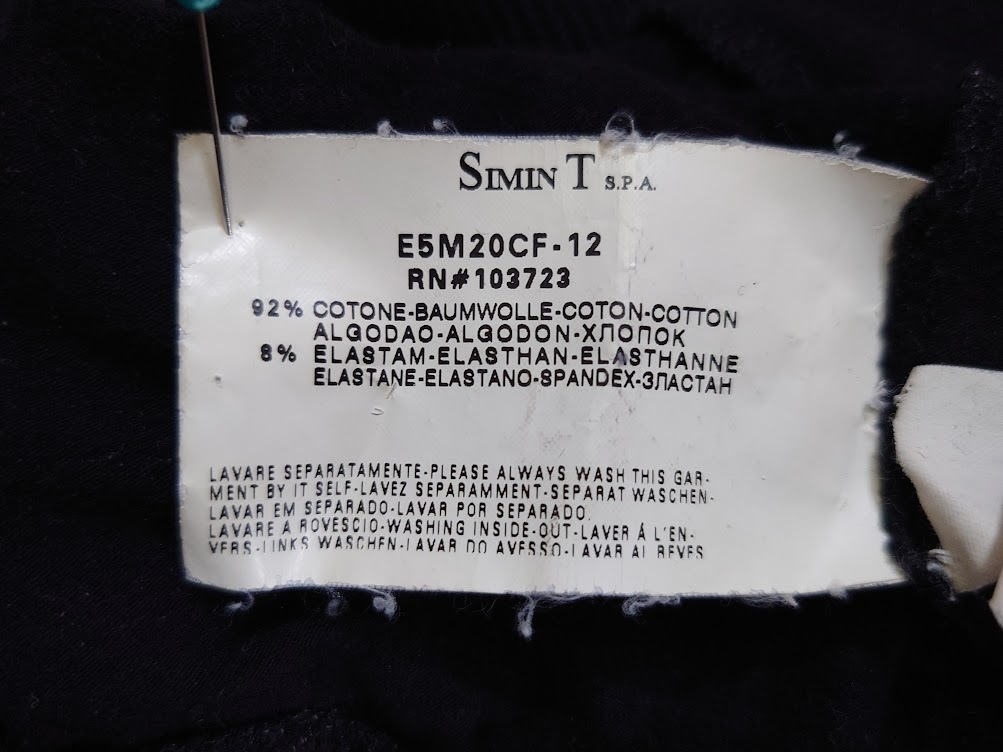 SIMIN T S.P.A.
E5M20CF-12
RN#103723
92% COTONE-BAUMWOLLE-COTON-COTTON
ALGODAO-ALGODON-ХЛОПОК
8% ELASTAM-ELASTHAN-ELASTHANNE
ELASTANE-ELASTANO-SPANDEX-ЗЛАСТАН
LAVARE SEPARATAMENTE-PLEASE ALWAYS WASH THIS GAR-
MENT BY IT SELF-LAVEZ SEPARAMMENT-SEPARAT WASCHEN-
LAVAR EM SEPARADO-LAVAR POR SEPARADO
LAVARE A ROVESCIO-WASHING INSIDE-OUT-LAVER Á L'EN-
VERS-LINKS WASCHEN-LAVAR DO AVESSO-LAVAR AL REVES